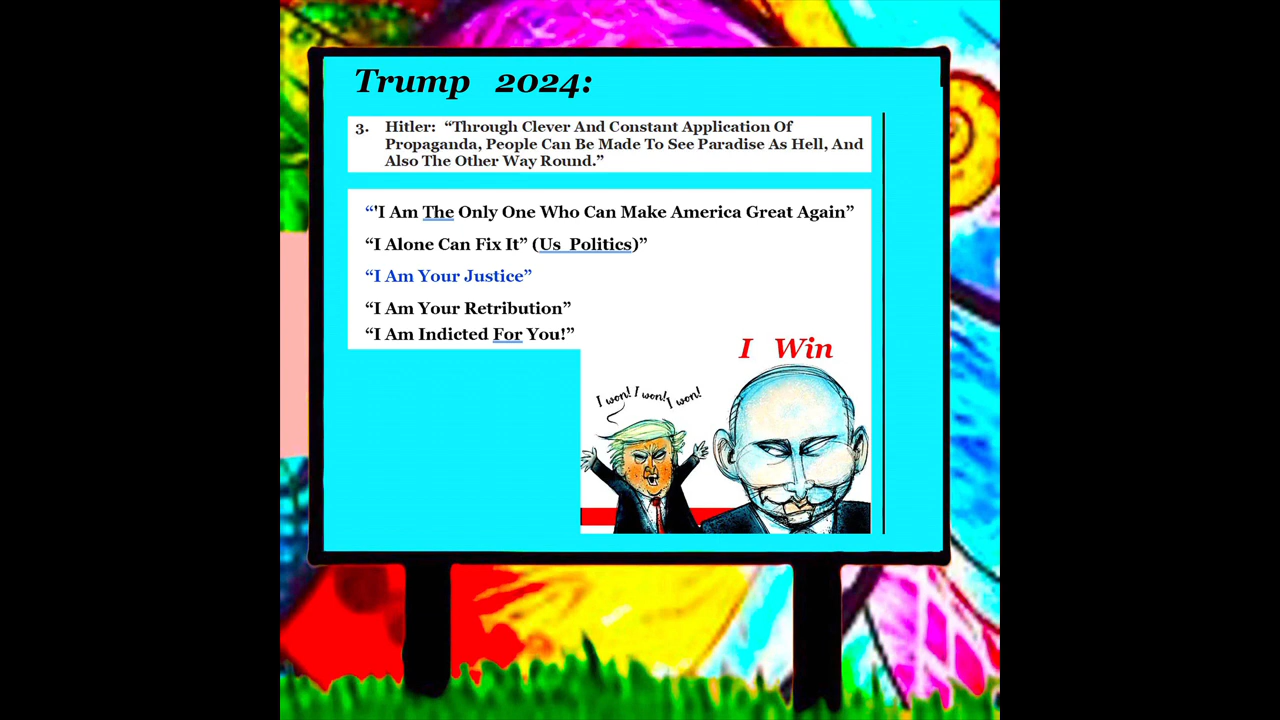 Trump 2024:
3. Hitler: “Through Clever And Constant Application Of
Propaganda, People Can Be Made To See Paradise As Hell, And
Also The Other Way Round.”
“'I Am The Only One Who Can Make America Great Again”
“I Alone Can Fix It” (Us Politics)”
“I Am Your Justice”
“I Am Your Retribution”
“I Am Indicted For You!”
I Win
I won! I won! I won!